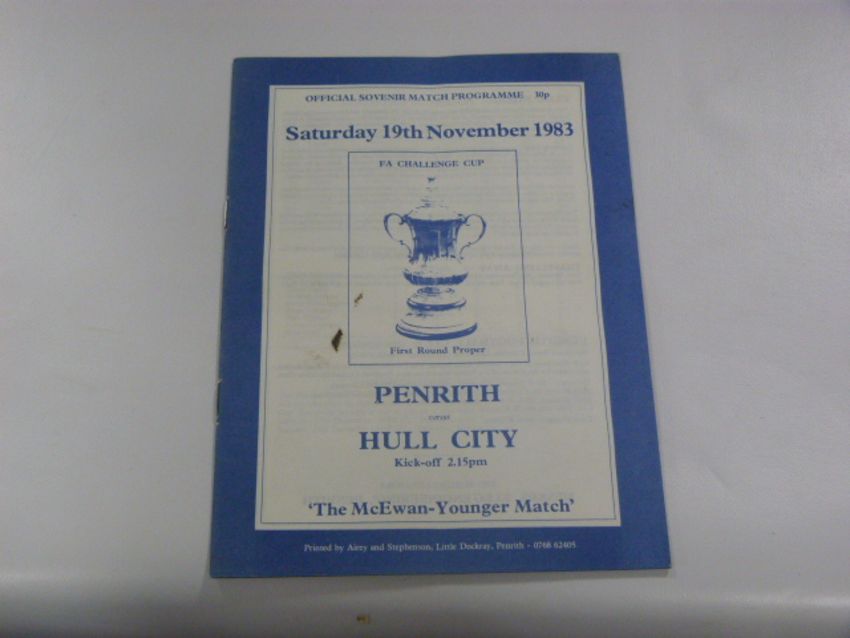 OFFICIAL SOVENIR MATCH PROGRAMME 30p
Saturday 19th November 1983
FA CHALLENGE CUP
First Round Proper
PENRITH
versus
HULL CITY
Kick-off 2.15pm
'The McEwan-Younger Match'
Printed by Airey and Stephenson, Little Dockray, Penrith - 0768 62405